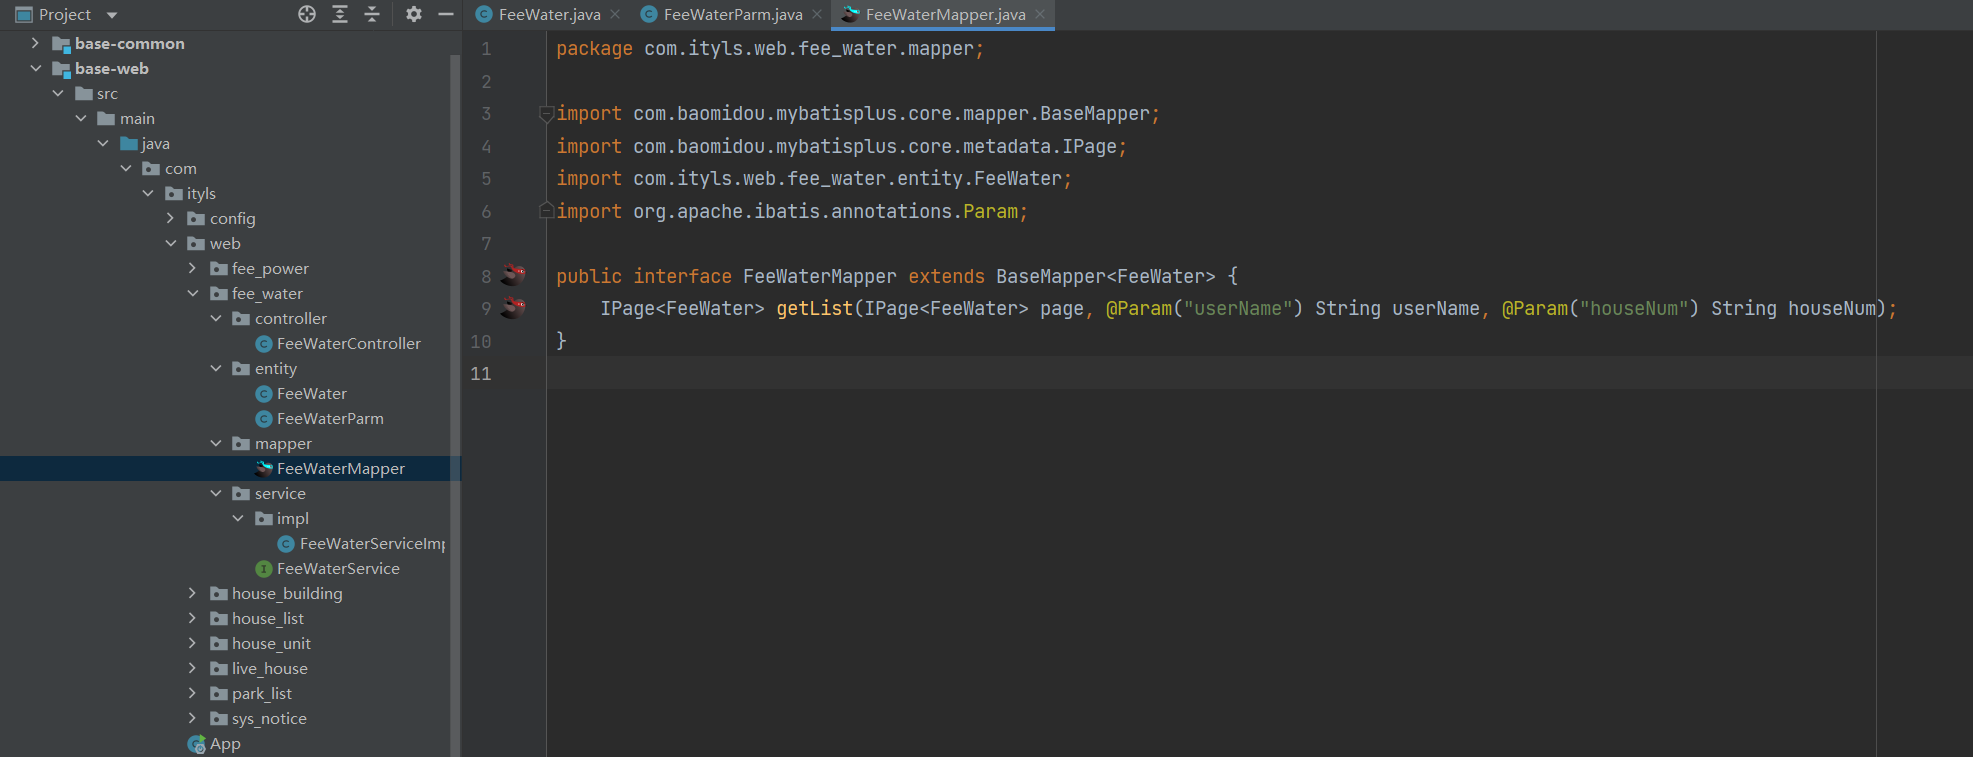 Project
base-common
base-web
src
main
java
com
ityls
config
web
fee_power
fee_water
controller
FeeWaterController
entity
FeeWater
FeeWaterParm
mapper
FeeWaterMapper
service
impl
FeeWaterServiceImp
FeeWaterService
house_building
house_list
house_unit
live_house
park_list
sys_notice
App
FeeWater.java
FeeWaterParm.java
FeeWaterMapper.java
1 package com.ityls.web.fee_water.mapper;
2
3 import com.baomidou.mybatisplus.core.mapper.BaseMapper;
4 import com.baomidou.mybatisplus.core.metadata.IPage;
5 import com.ityls.web.fee_water.entity.FeeWater;
6 import org.apache.ibatis.annotations.Param;
7
8 public interface FeeWaterMapper extends BaseMapper<FeeWater> {
9 IPage<FeeWater> getList(IPage<FeeWater> page, @Param("userName") String userName, @Param("houseNum") String houseNum);
10 }
11